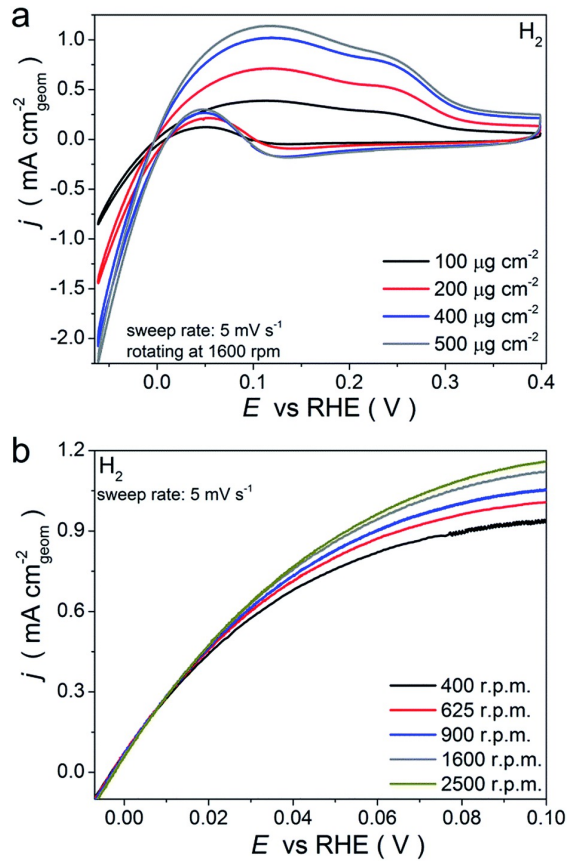 a
H₂
1.0
0.5
0.0
-0.5
-1.0
-1.5
-2.0
j ( mA cm⁻²geom )
100 µg cm⁻²
200 µg cm⁻²
400 µg cm⁻²
500 µg cm⁻²
sweep rate: 5 mV s⁻¹
rotating at 1600 rpm
0.0 0.1 0.2 0.3 0.4
E vs RHE ( V )
b
H₂
sweep rate: 5 mV s⁻¹
1.2
0.9
0.6
0.3
0.0
j ( mA cm⁻²geom )
400 r.p.m.
625 r.p.m.
900 r.p.m.
1600 r.p.m.
2500 r.p.m.
0.00 0.02 0.04 0.06 0.08 0.10
E vs RHE ( V )